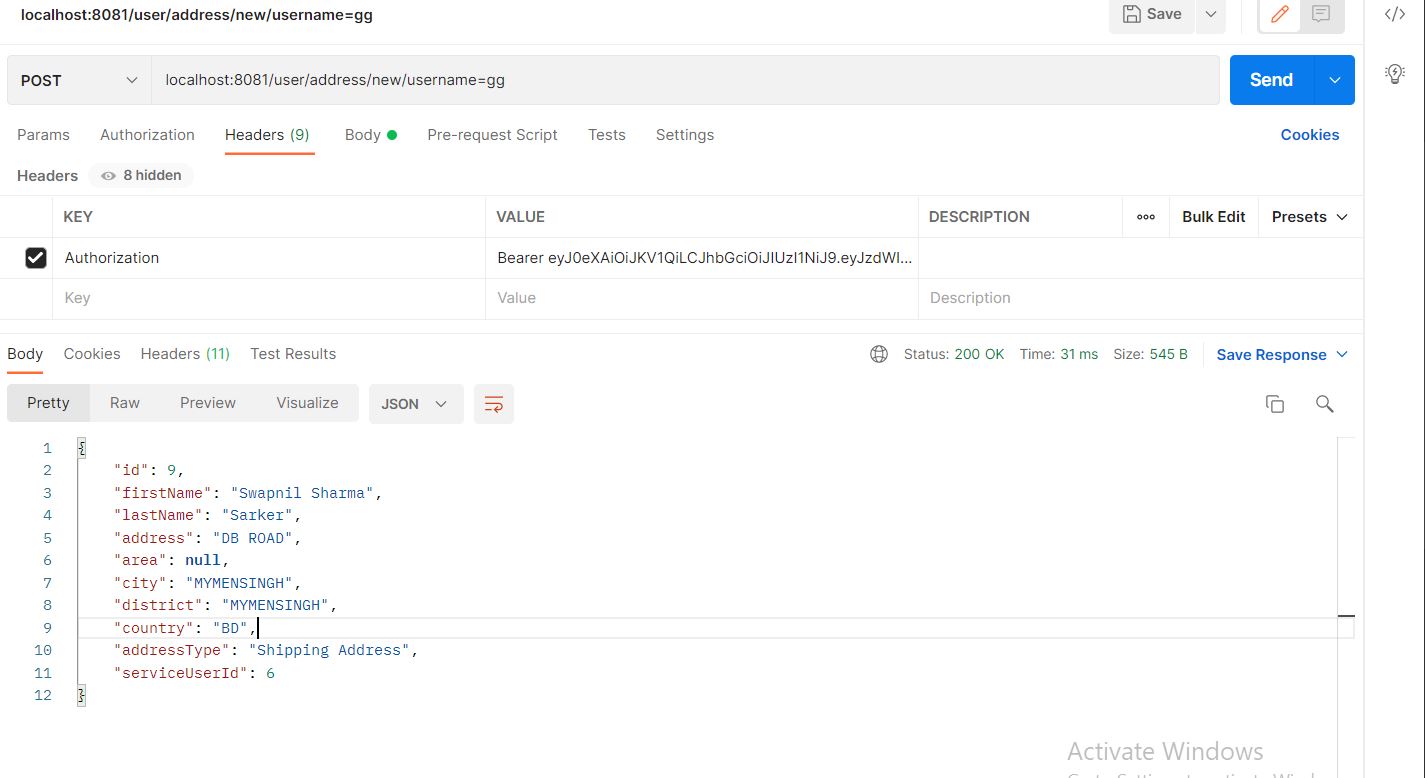 localhost:8081/user/address/new/username=gg
Save
POST
localhost:8081/user/address/new/username=gg
Send
Params Authorization Headers (9) Body Pre-request Script Tests Settings Cookies
Headers 8 hidden
KEY VALUE DESCRIPTION Bulk Edit Presets
Authorization Bearer eyJ0eXAiOiJKV1QiLCJhbGciOiJIUzI1NiJ9.eyJzdWI...
Key Value Description
Body Cookies Headers (11) Test Results Status: 200 OK Time: 31 ms Size: 545 B Save Response
Pretty Raw Preview Visualize JSON
1 {
2 "id": 9,
3 "firstName": "Swapnil Sharma",
4 "lastName": "Sarker",
5 "address": "DB ROAD",
6 "area": null,
7 "city": "MYMENSINGH",
8 "district": "MYMENSINGH",
9 "country": "BD",
10 "addressType": "Shipping Address",
11 "serviceUserId": 6
12 }
Activate Windows